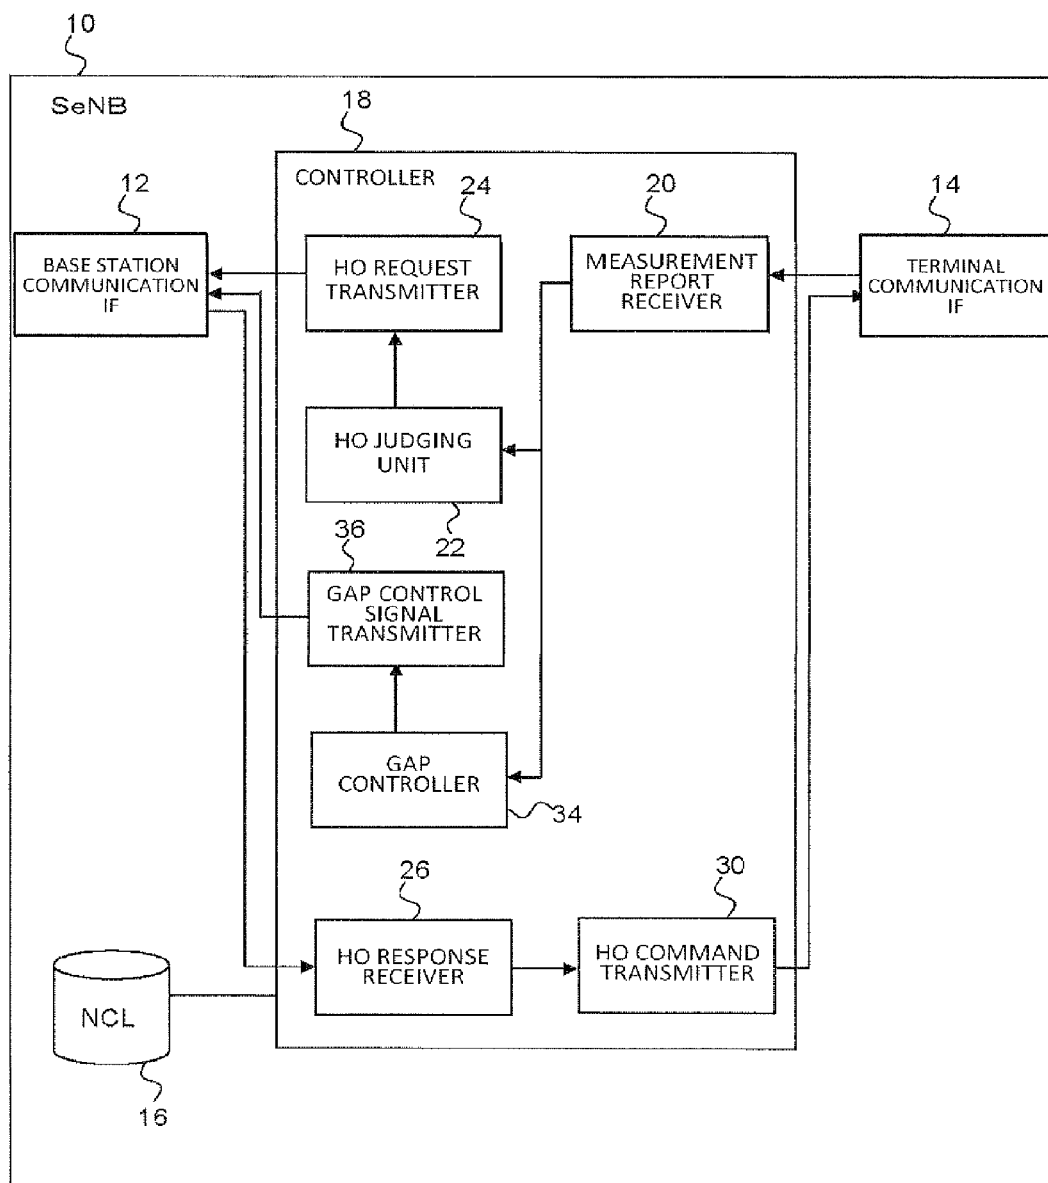 10
SeNB
18
CONTROLLER
12
BASE STATION
COMMUNICATION
IF
24
HO REQUEST
TRANSMITTER
20
MEASUREMENT
REPORT
RECEIVER
14
TERMINAL
COMMUNICATION IF
HO JUDGING
UNIT
22
36
GAP CONTROL
SIGNAL
TRANSMITTER
GAP
CONTROLLER
34
26
HO RESPONSE
RECEIVER
30
HO COMMAND
TRANSMITTER
NCL
16